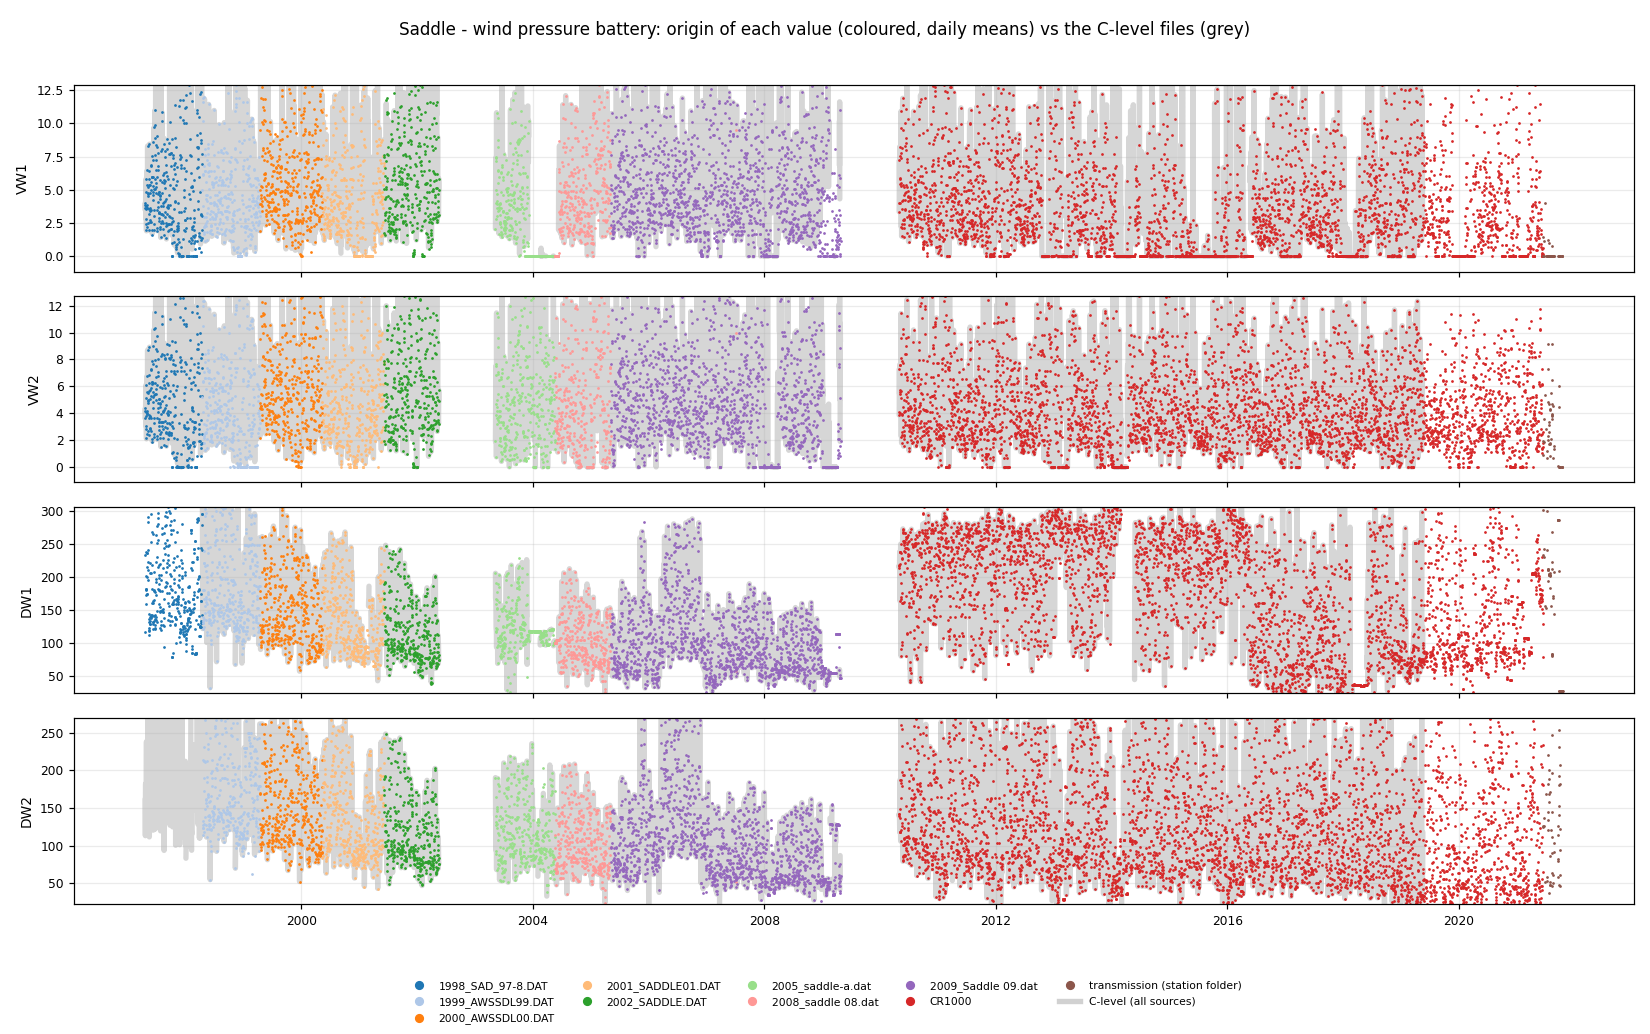 Saddle - wind pressure battery: origin of each value (coloured, daily means) vs the C-level files (grey)
12.5
10.0
7.5
5.0
2.5
0.0
VW1
12
10
8
6
4
2
0
VW2
300
250
200
150
100
50
DW1
250
200
150
100
50
DW2
2000
2004
2008
2012
2016
2020
1998_SAD_97-8.DAT
1999_AWSSDL99.DAT
2000_AWSSDL00.DAT
2001_SADDLE01.DAT
2002_SADDLE.DAT
2005_saddle-a.dat
2008_saddle 08.dat
2009_Saddle 09.dat
CR1000
transmission (station folder)
C-level (all sources)